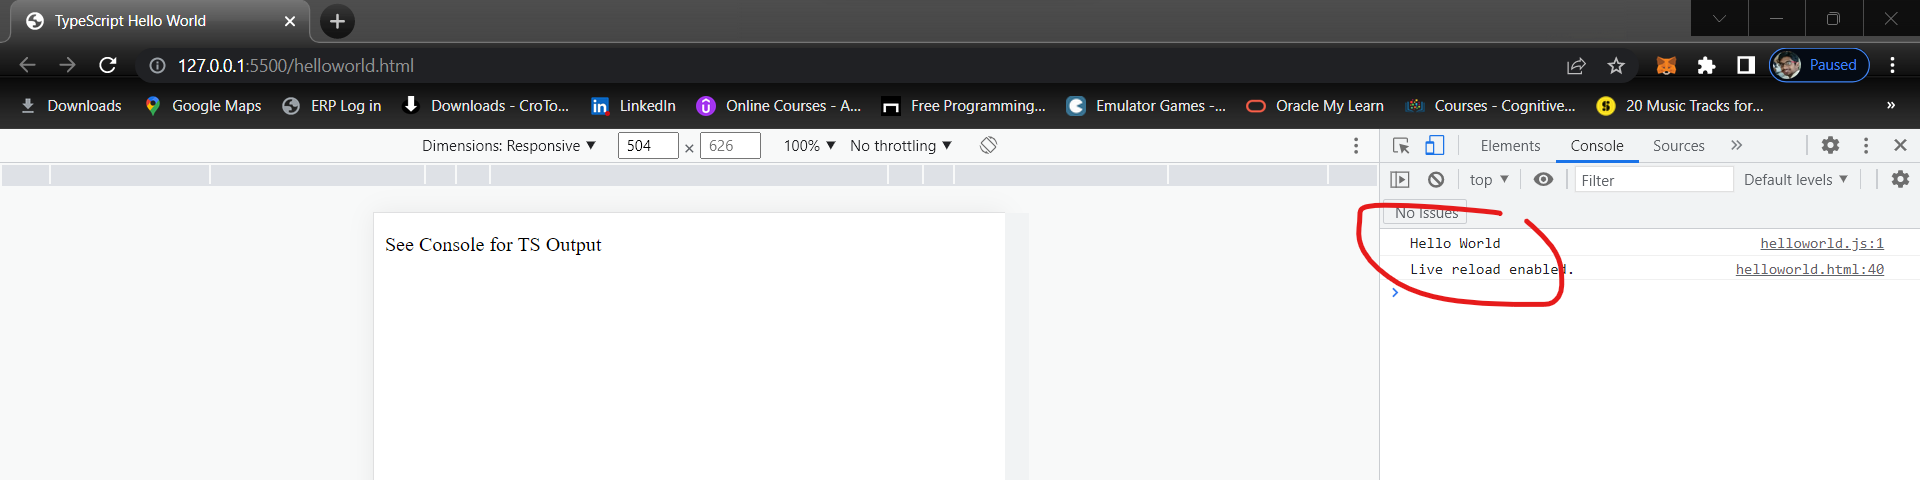 TypeScript Hello World
127.0.0.1:5500/helloworld.html
Paused
Downloads
Google Maps
ERP Log in
Downloads - CroTo...
LinkedIn
Online Courses - A...
Free Programming...
Emulator Games -...
Oracle My Learn
Courses - Cognitive...
20 Music Tracks for...
»
Dimensions: Responsive
504 × 626
100%
No throttling
Elements
Console
Sources
»
top
Filter
Default levels
No Issues
See Console for TS Output
Hello World helloworld.js:1
Live reload enabled. helloworld.html:40